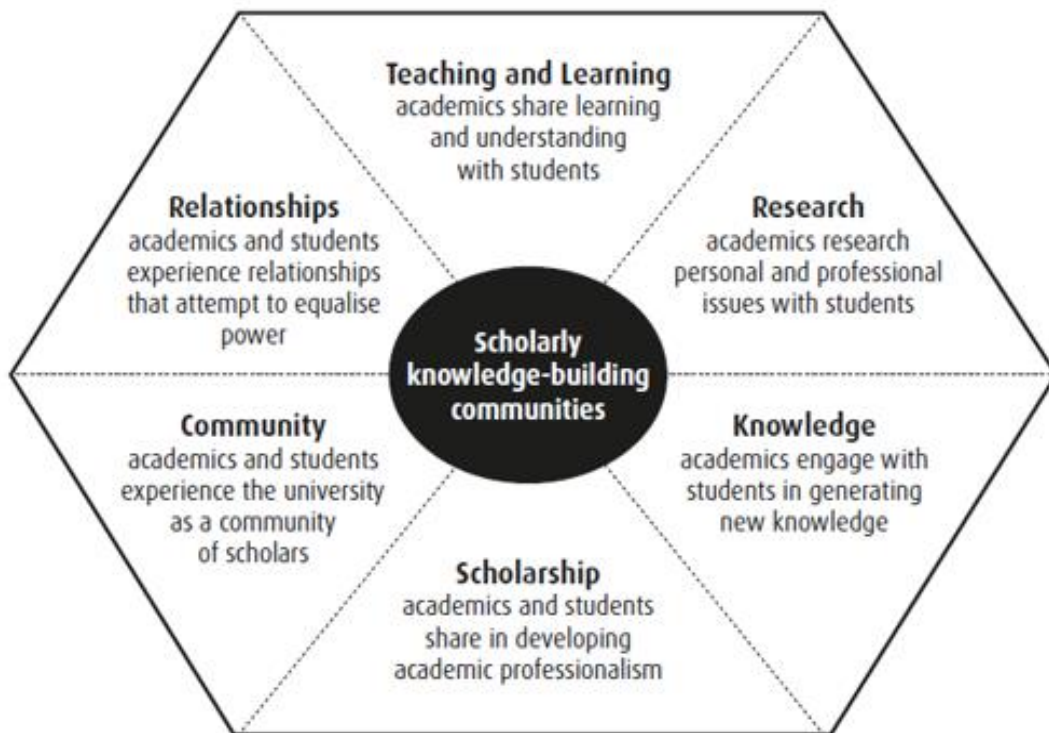 Teaching and Learning
academics share learning
and understanding
with students
Relationships
academics and students
experience relationships
that attempt to equalise
power
Research
academics research
personal and professional
issues with students
Scholarly
knowledge-building
communities
Community
academics and students
experience the university
as a community
of scholars
Knowledge
academics engage with
students in generating
new knowledge
Scholarship
academics and students
share in developing
academic professionalism